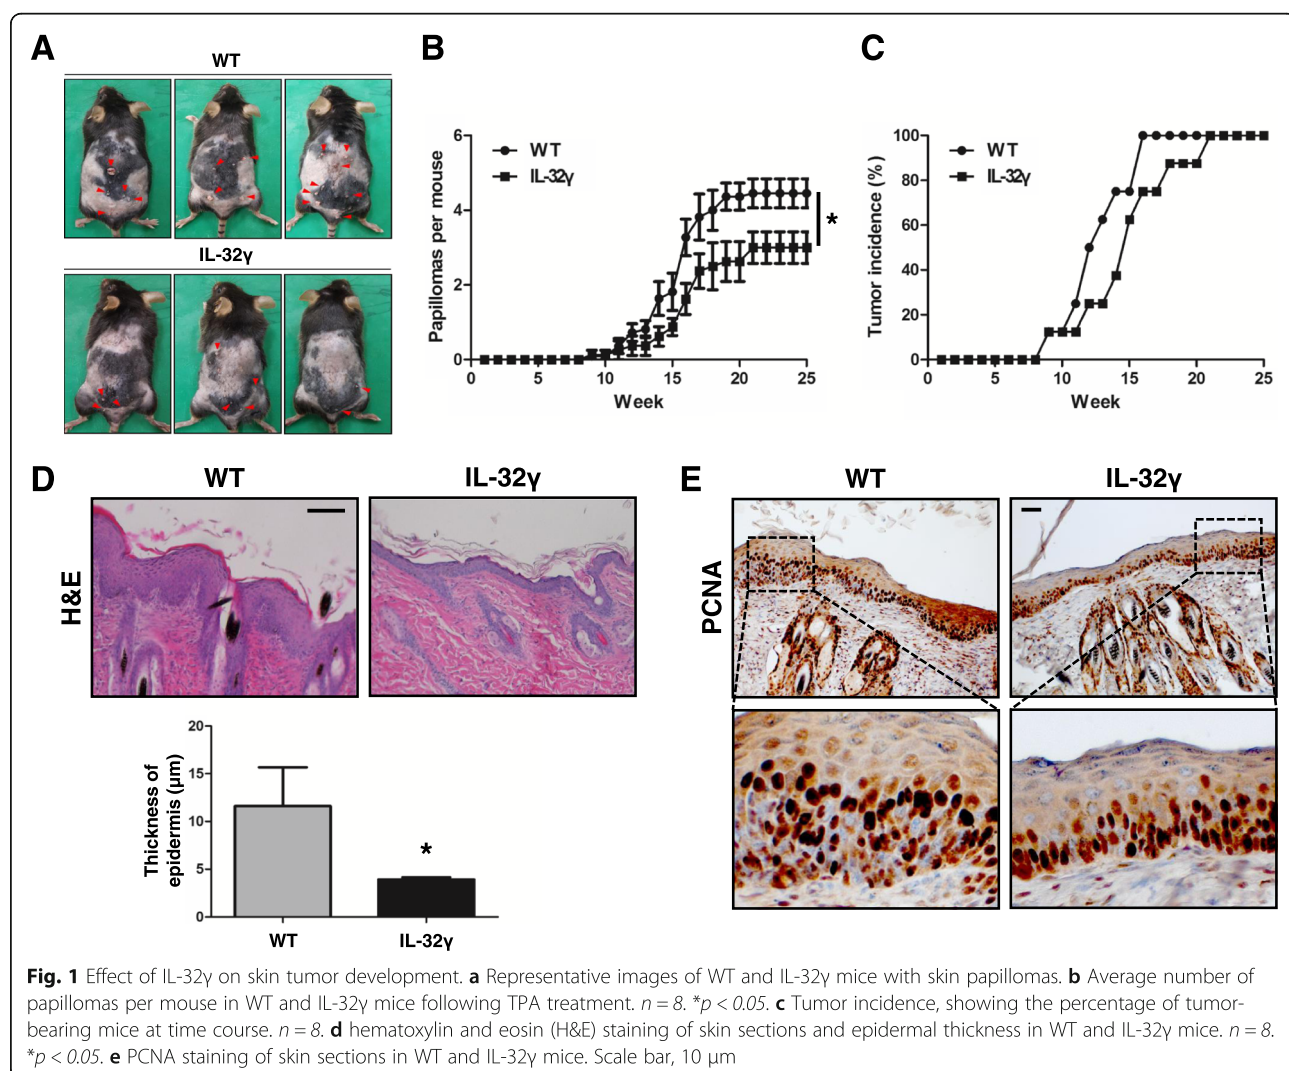 A
WT
IL-32γ
B
Papillomas per mouse
6
4
2
0
WT
IL-32γ
*
0 5 10 15 20 25
Week
C
Tumor incidence (%)
100
80
60
40
20
0
WT
IL-32γ
0 5 10 15 20 25
Week
D
WT IL-32γ
H&E
Thickness of
epidermis (μm)
20
15
10
5
0
*
WT IL-32γ
E
WT IL-32γ
PCNA
Fig. 1 Effect of IL-32γ on skin tumor development. a Representative images of WT and IL-32γ mice with skin papillomas. b Average number of
papillomas per mouse in WT and IL-32γ mice following TPA treatment. n = 8. *p < 0.05. c Tumor incidence, showing the percentage of tumor-
bearing mice at time course. n = 8. d hematoxylin and eosin (H&E) staining of skin sections and epidermal thickness in WT and IL-32γ mice. n = 8.
*p < 0.05. e PCNA staining of skin sections in WT and IL-32γ mice. Scale bar, 10 μm